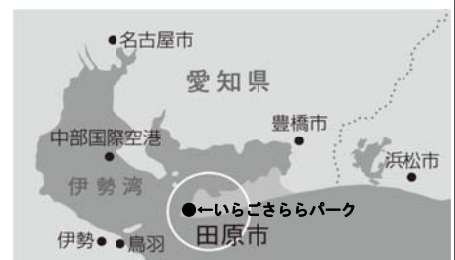 名古屋市
愛知県
豊橋市
中部国際空港
浜松市
伊勢湾
←いらごさららパーク
田原市
伊勢
鳥羽